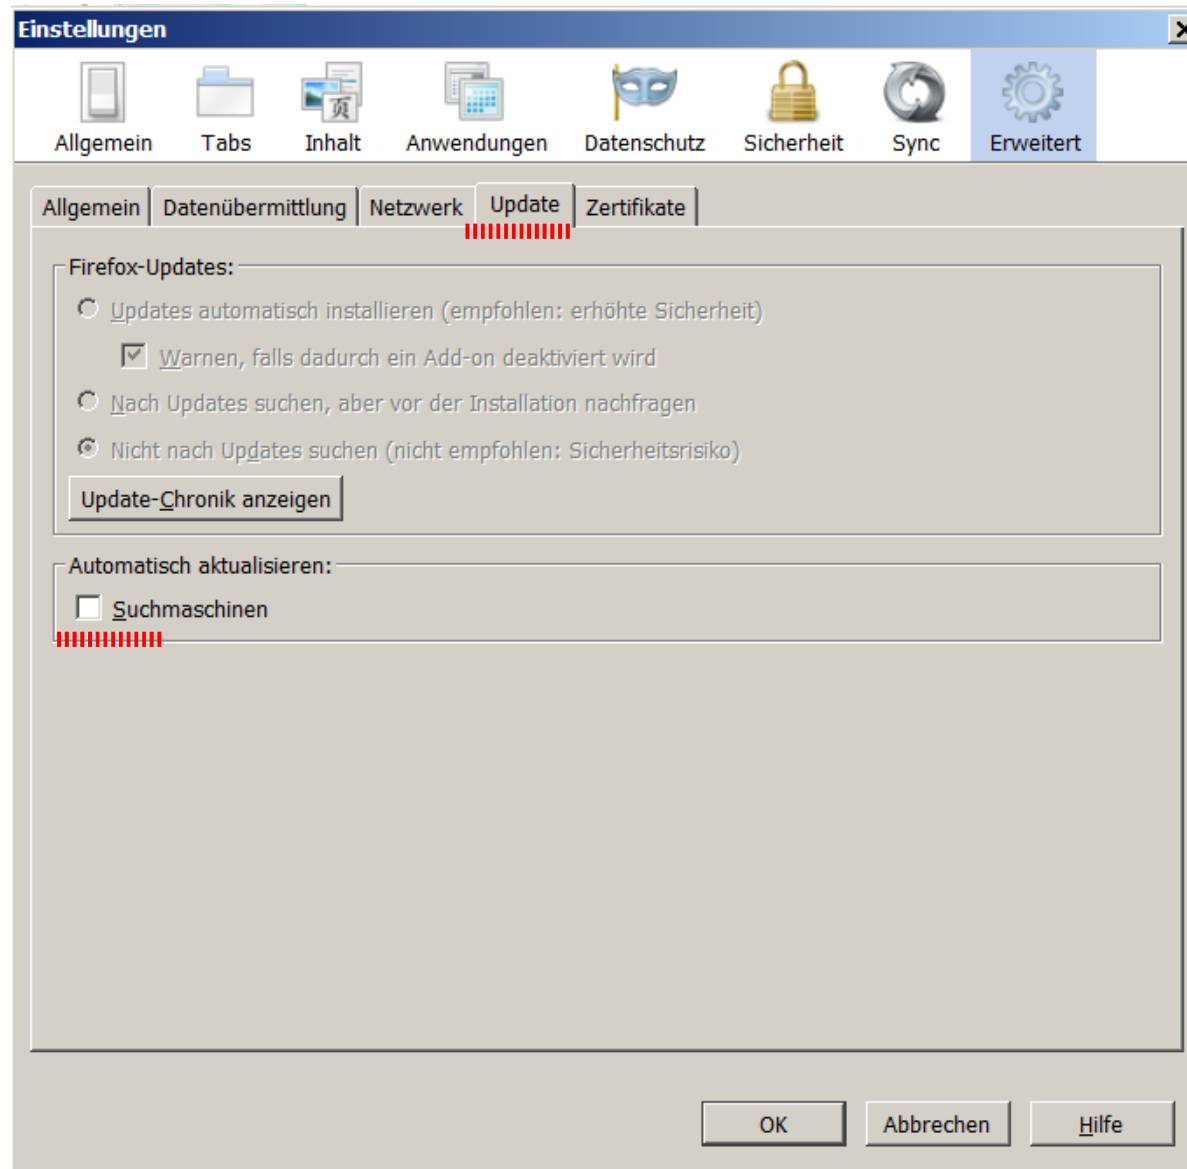 Einstellungen
Allgemein Tabs Inhalt Anwendungen Datenschutz Sicherheit Sync Erweitert
Allgemein Datenübermittlung Netzwerk Update Zertifikate
Firefox-Updates:
Updates automatisch installieren (empfohlen: erhöhte Sicherheit)
Warnen, falls dadurch ein Add-on deaktiviert wird
Nach Updates suchen, aber vor der Installation nachfragen
Nicht nach Updates suchen (nicht empfohlen: Sicherheitsrisiko)
Update-Chronik anzeigen
Automatisch aktualisieren:
Suchmaschinen
OK Abbrechen Hilfe